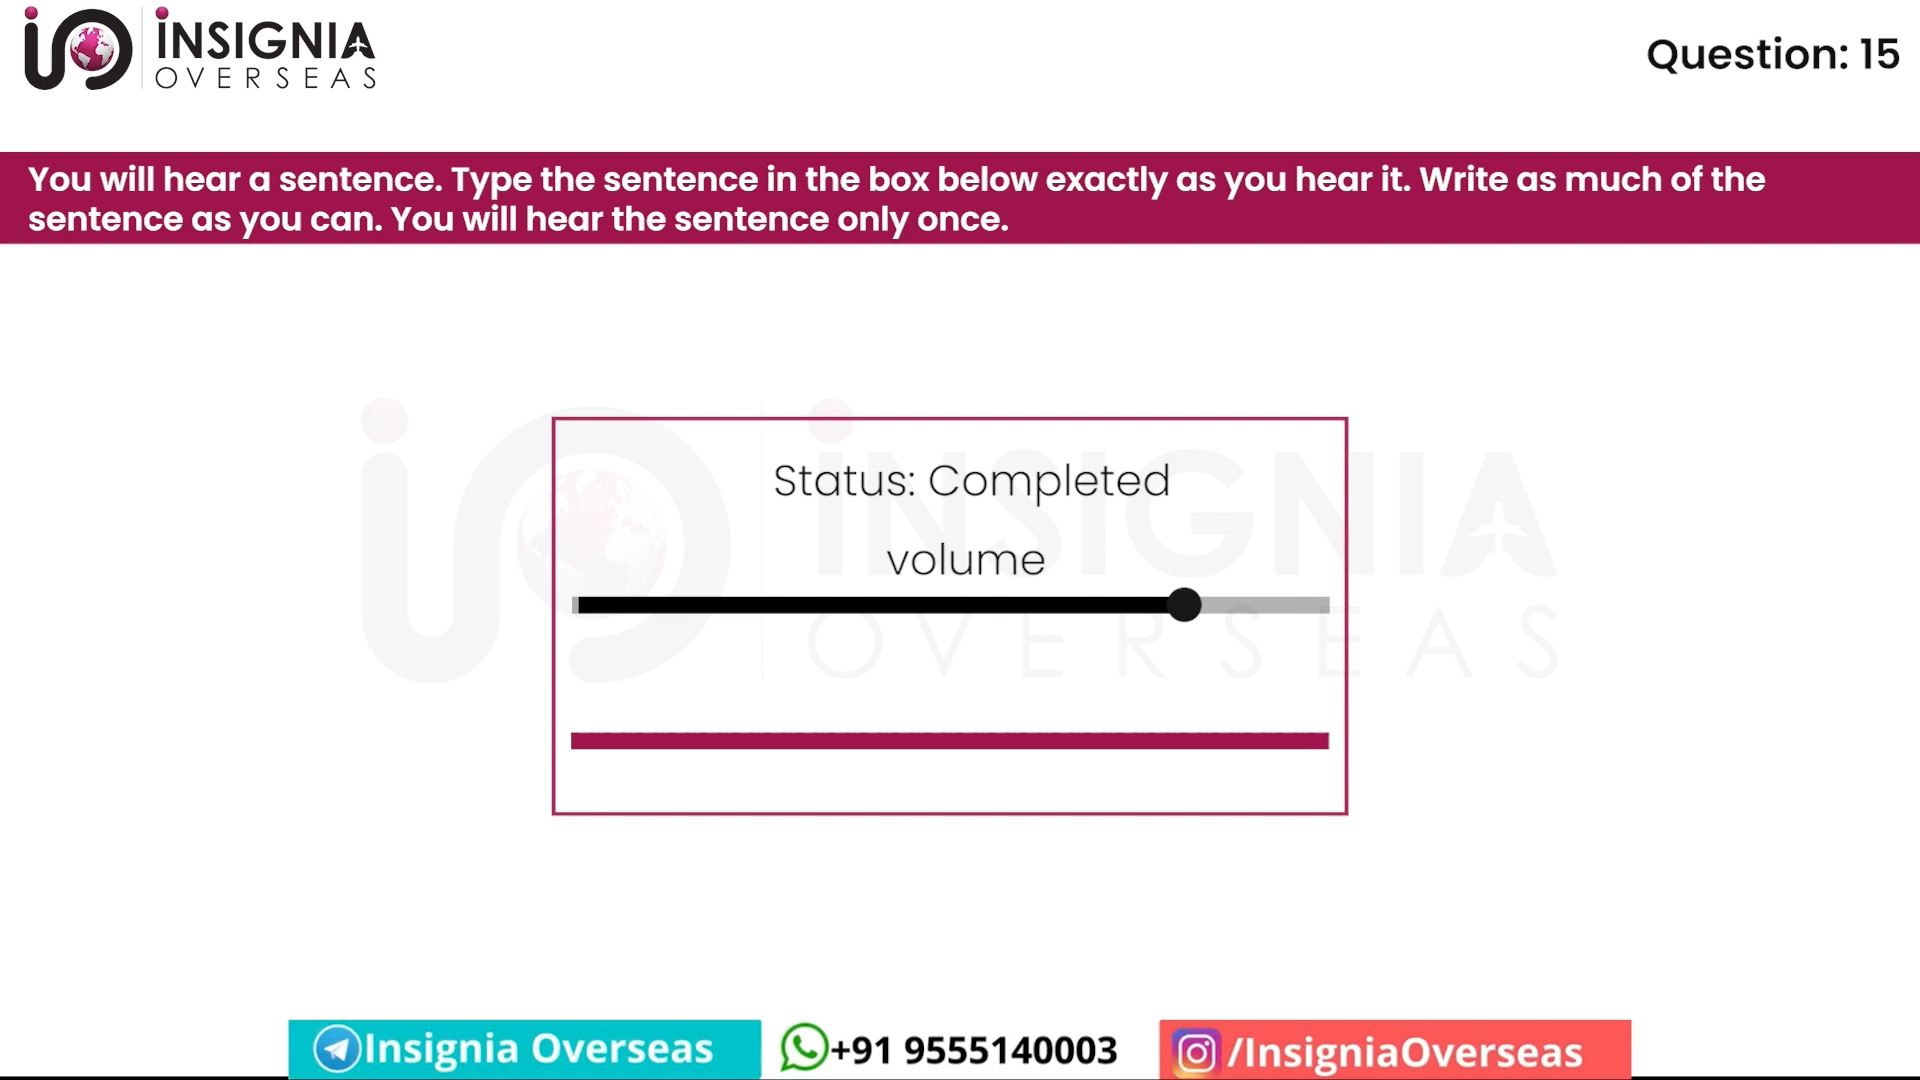 INSIGNIA
OVERSEAS
Question: 15
You will hear a sentence. Type the sentence in the box below exactly as you hear it. Write as much of the
sentence as you can. You will hear the sentence only once.
INSIGNIA
OVERSEAS
Status: Completed
volume
Insignia Overseas
+91 9555140003
/InsigniaOverseas